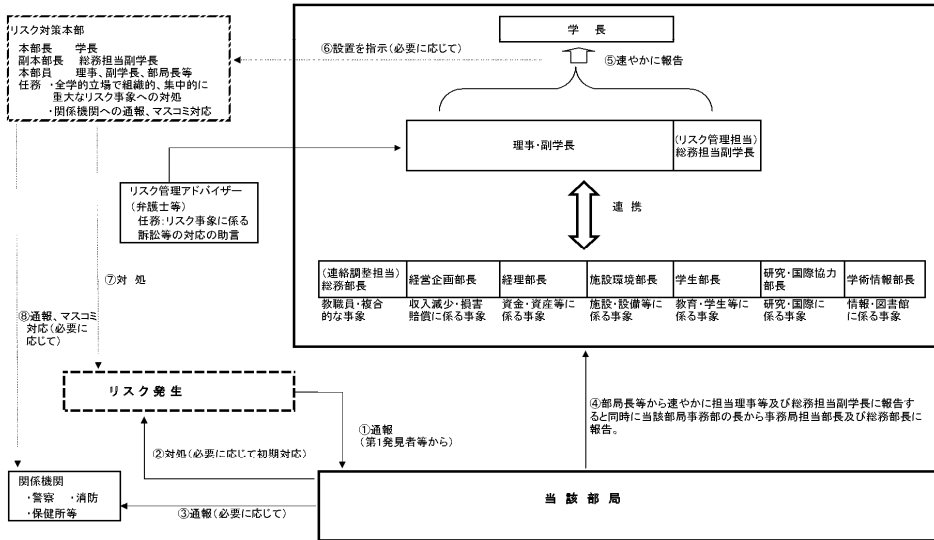 リスク対策本部
本部長　学長
副本部長　総務担当副学長
本部員　理事、副学長、部局長等
任務　・全学的立場で組織的、集中的に
重大なリスク事象への対処
・関係機関への通報、マスコミ対応
⑥設置を指示(必要に応じて)
学　長
⑤速やかに報告
理事・副学長
(リスク管理担当)
総務担当副学長
リスク管理アドバイザー
(弁護士等)
任務:リスク事象に係る
訴訟等の対応の助言
連　携
(連絡調整担当)
総務部長
経営企画部長
経理部長
施設環境部長
学生部長
研究・国際協力
部長
学術情報部長
教職員・複合
的な事象
収入減少・損害
賠償に係る事象
資金・資産等に
係る事象
施設・設備等に
係る事象
教育・学生等に
係る事象
研究・国際に
係る事象
情報・図書館
に係る事象
⑦対　処
⑧通報、マスコミ
対応(必要に
応じて)
リスク発生
①通報
(第1発見者等から)
④部局長等から速やかに担当理事等及び総務担当副学長に報告す
ると同時に当該部局事務部の長から事務局担当部長及び総務部長に
報告。
②対処(必要に応じて初期対応)
関係機関
・警察　・消防
・保健所等
③通報(必要に応じて)
当該部局